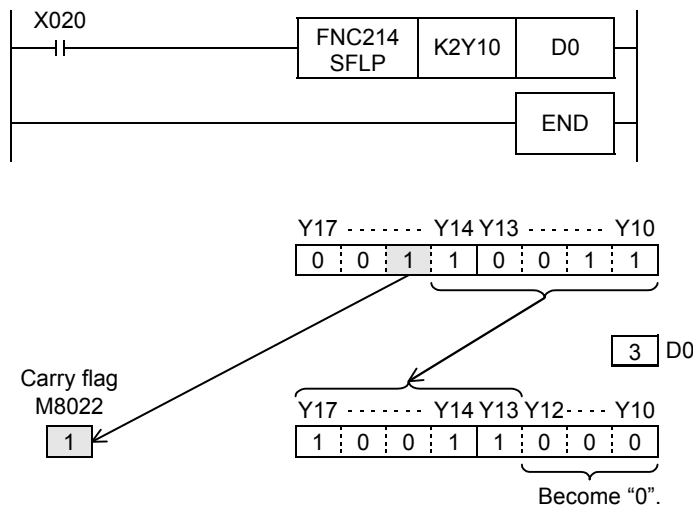 X020
FNC214 K2Y10 D0
SFLP
END
Y17 ------- Y14 Y13 ------- Y10
0 0 1 1 0 0 1 1
3 D0
Carry flag
M8022
Y17 ------- Y14 Y13 Y12 ---- Y10
1 1 0 0 1 1 0 0 0
Become “0”.